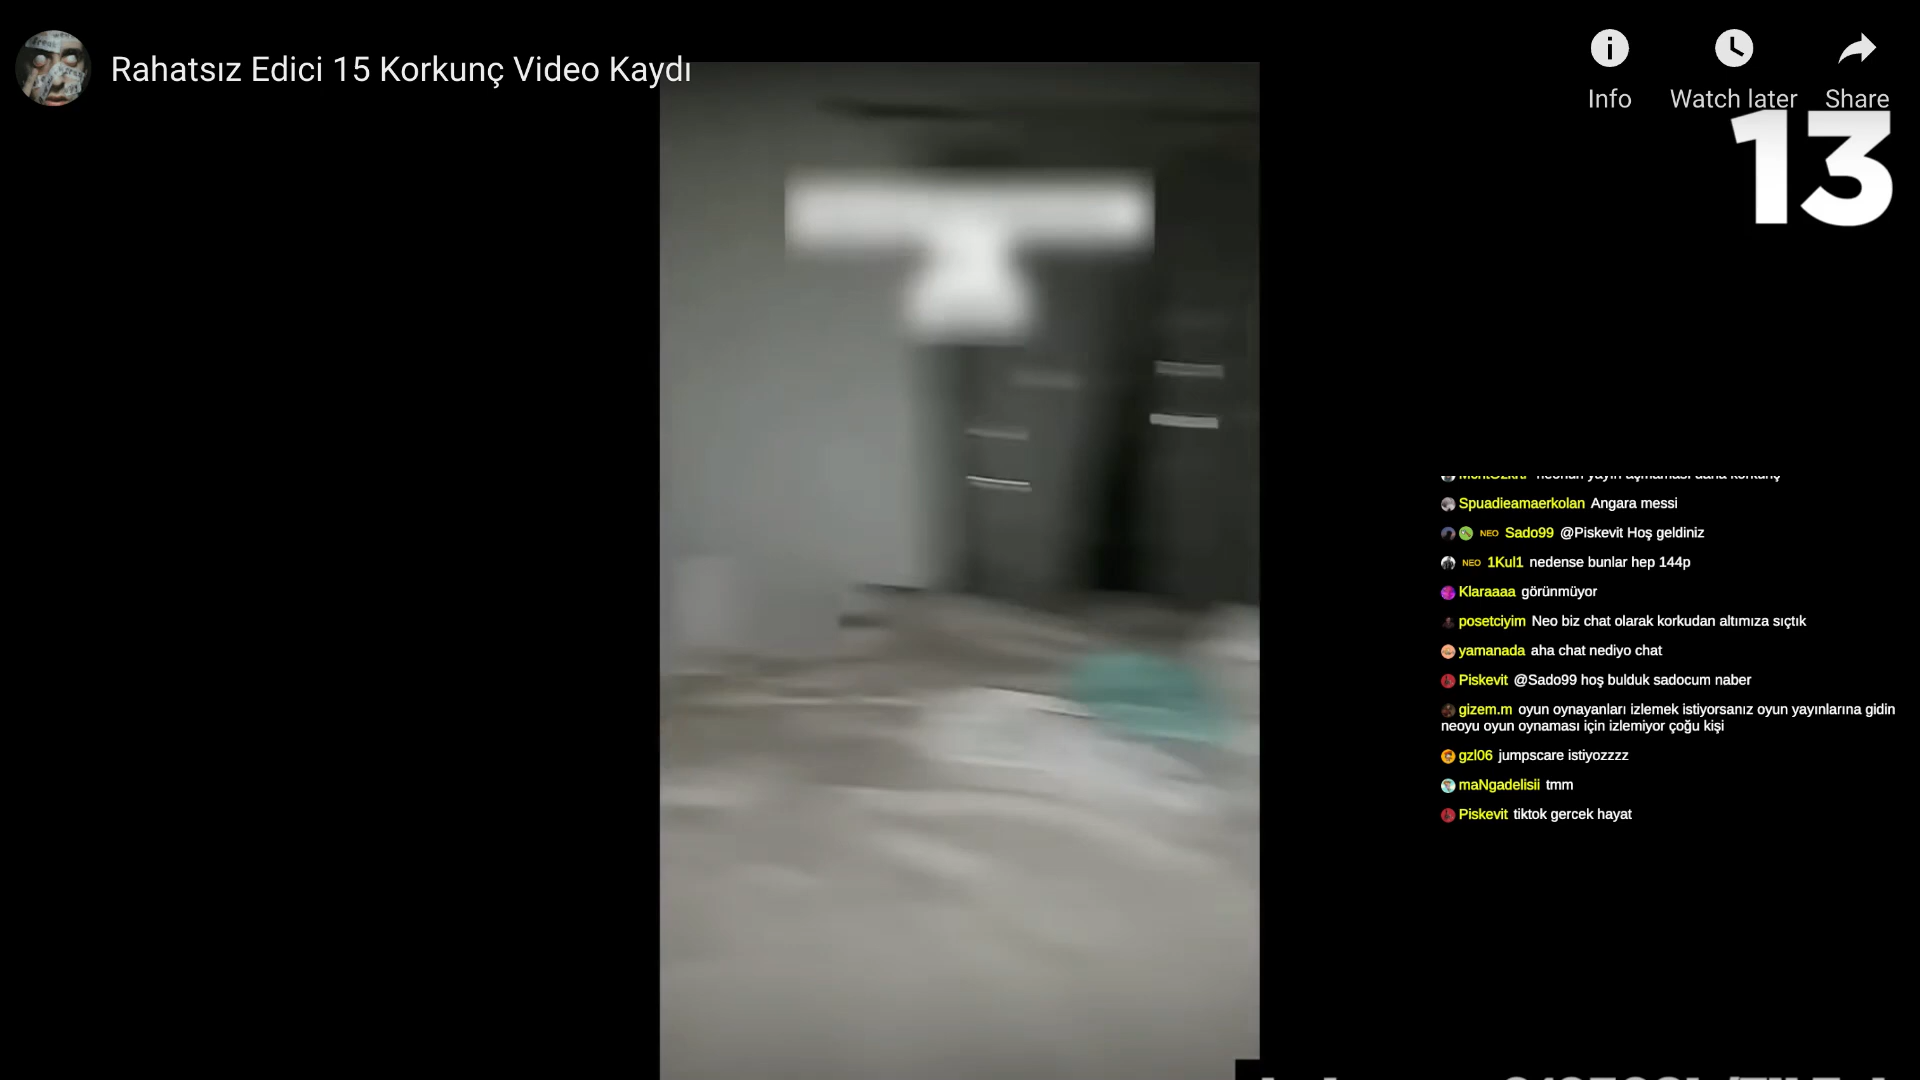 Rahatsız Edici 15 Korkunç Video Kaydı
Info
Watch later
Share
13
Spuadieamaerkolan Angara messi
NEO Sado99 @Piskevit Hoş geldiniz
NEO 1Kul1 nedense bunlar hep 144p
Klaraaaa görünmüyor
posetciyim Neo biz chat olarak korkudan altımıza sıçtık
yamanada aha chat nediyo chat
Piskevit @Sado99 hoş bulduk sadocum naber
gizem.m oyun oynayanları izlemek istiyorsanız oyun yayınlarına gidin
neoyu oyun oynaması için izlemiyor çoğu kişi
gzl06 jumpscare istiyozzzz
maNgadelisii tmm
Piskevit tiktok gercek hayat